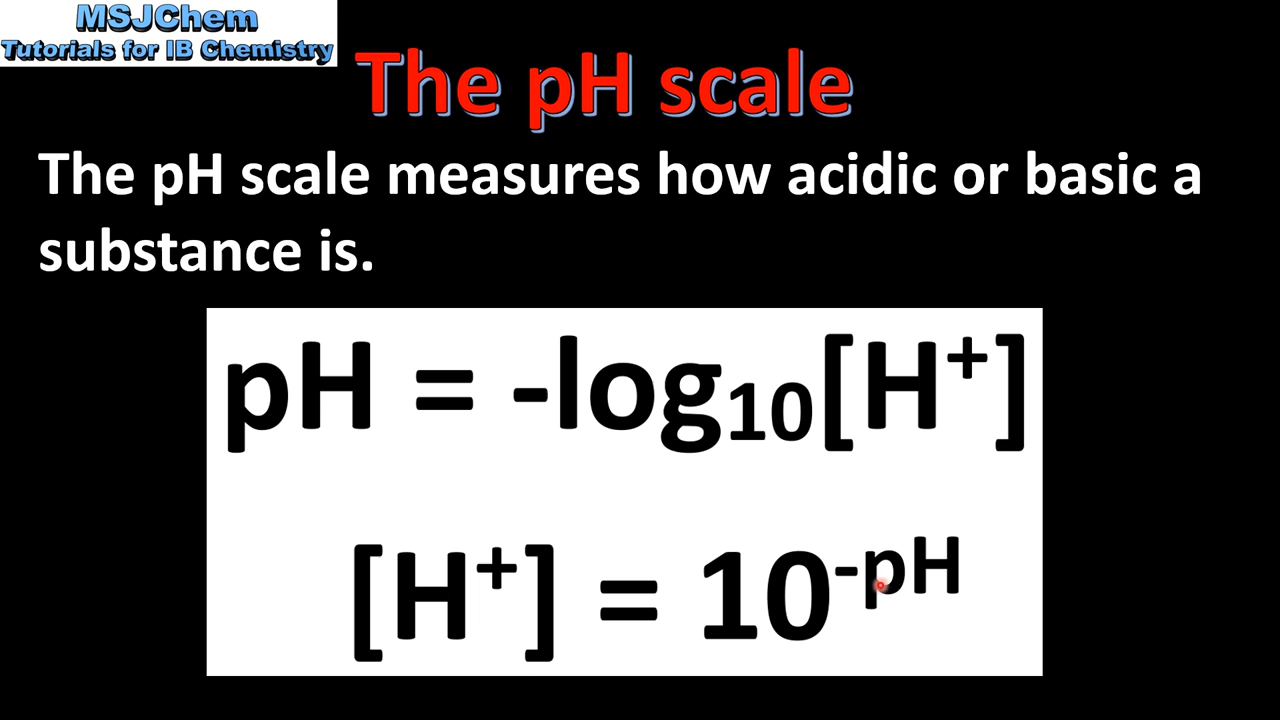 MSJChem
Tutorials for IB Chemistry
The pH scale
The pH scale measures how acidic or basic a
substance is.
pH = -log₁₀[H⁺]
[H⁺] = 10⁻ᵖᴴ